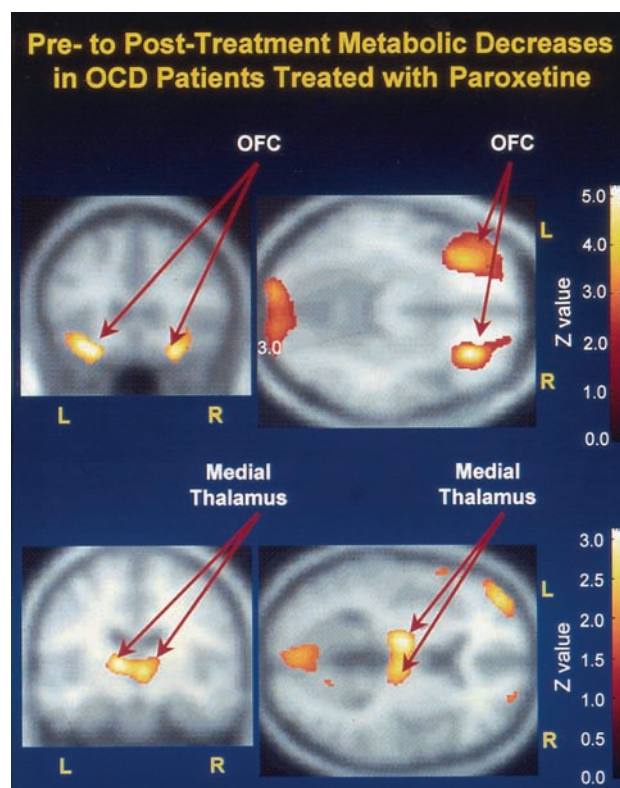 Pre- to Post-Treatment Metabolic Decreases
in OCD Patients Treated with Paroxetine
OFC
OFC
L
R
3.0
L
R
5.0
4.0
3.0
2.0
1.0
0.0
Z value
Medial
Thalamus
Medial
Thalamus
L
R
L
R
3.0
2.5
2.0
1.5
1.0
0.5
0.0
Z value